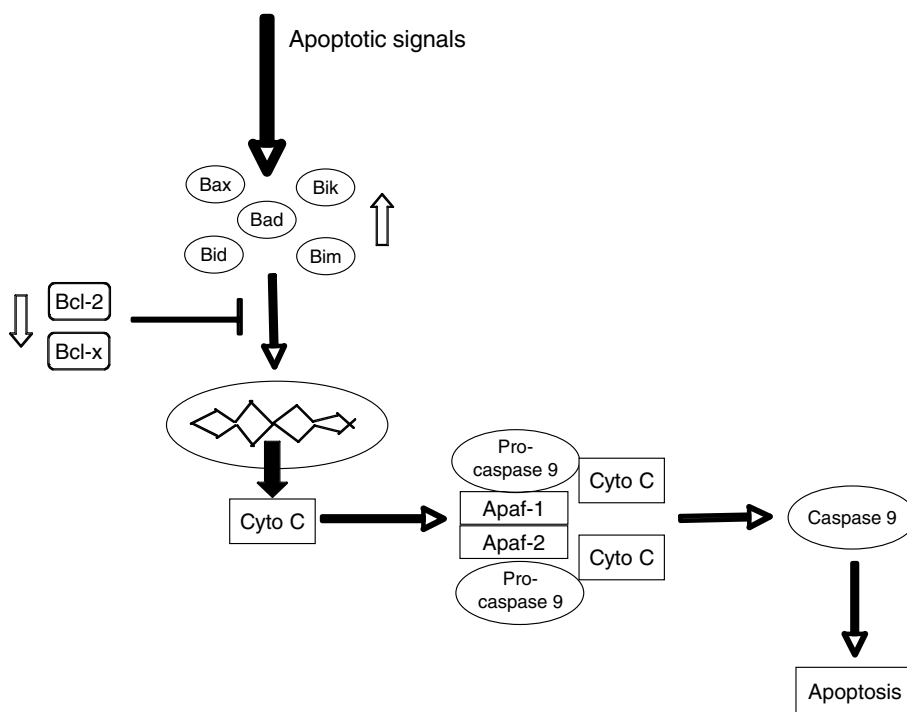 Apoptotic signals
Bax
Bik
Bad
Bid
Bim
Bcl-2
Bcl-x
Pro-
caspase 9
Cyto C
Cyto C
Apaf-1
Caspase 9
Apaf-2
Cyto C
Pro-
caspase 9
Apoptosis